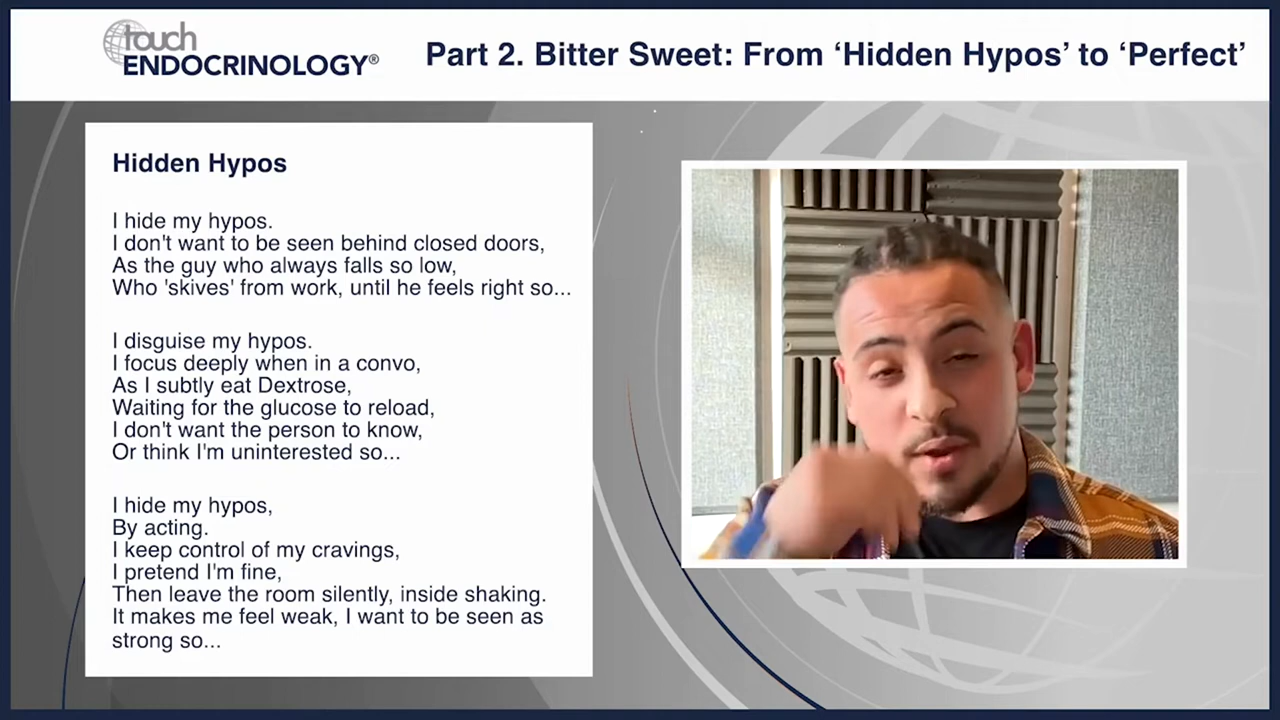 touch
ENDOCRINOLOGY®
Part 2. Bitter Sweet: From ‘Hidden Hypos’ to ‘Perfect’
Hidden Hypos
I hide my hypos.
I don't want to be seen behind closed doors,
As the guy who always falls so low,
Who 'skives' from work, until he feels right so...
I disguise my hypos.
I focus deeply when in a convo,
As I subtly eat Dextrose,
Waiting for the glucose to reload,
I don't want the person to know,
Or think I'm uninterested so...
I hide my hypos,
By acting.
I keep control of my cravings,
I pretend I'm fine,
Then leave the room silently, inside shaking.
It makes me feel weak, I want to be seen as
strong so...